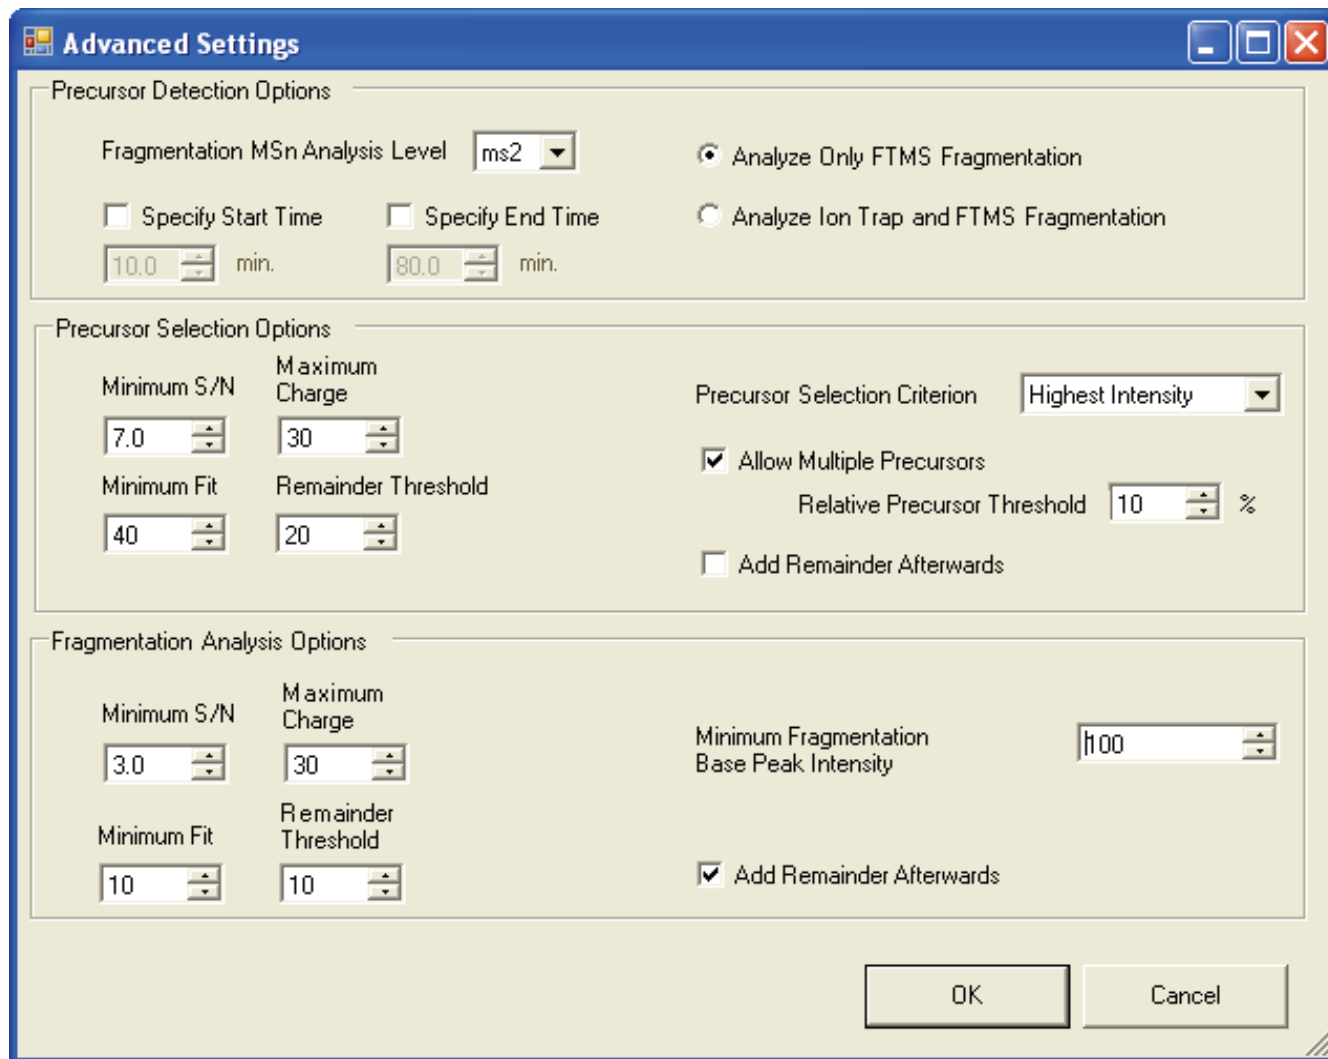 Advanced Settings
Precursor Detection Options
Fragmentation MSn Analysis Level ms2
Analyze Only FTMS Fragmentation
Specify Start Time Specify End Time
Analyze Ion Trap and FTMS Fragmentation
10.0 min. 80.0 min.
Precursor Selection Options
Minimum S/N
Maximum
Charge
Precursor Selection Criterion Highest Intensity
7.0 30
Allow Multiple Precursors
Minimum Fit Remainder Threshold
Relative Precursor Threshold 10 %
40 20
Add Remainder Afterwards
Fragmentation Analysis Options
Minimum S/N
Maximum
Charge
Minimum Fragmentation
Base Peak Intensity
100
3.0 30
Minimum Fit
Remainder
Threshold
10 10
Add Remainder Afterwards
OK Cancel